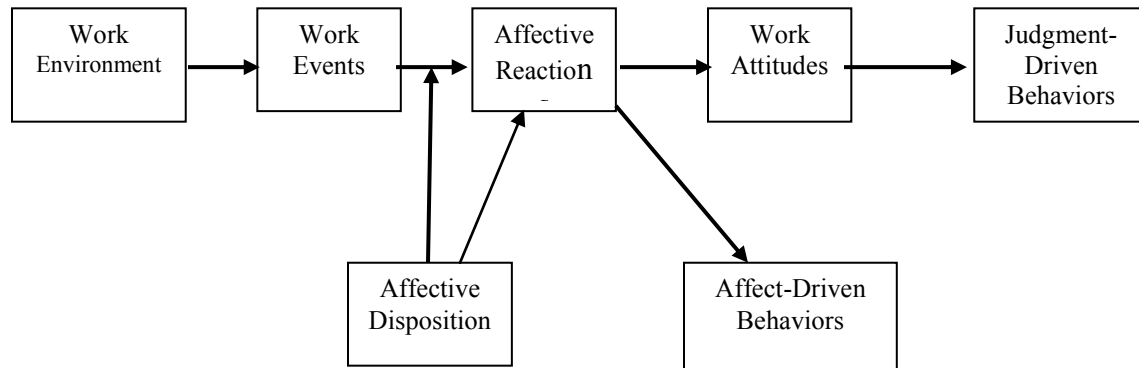 Work
Environment
Work
Events
Affective
Reaction
Work
Attitudes
Judgment-
Driven
Behaviors
Affective
Disposition
Affect-Driven
Behaviors